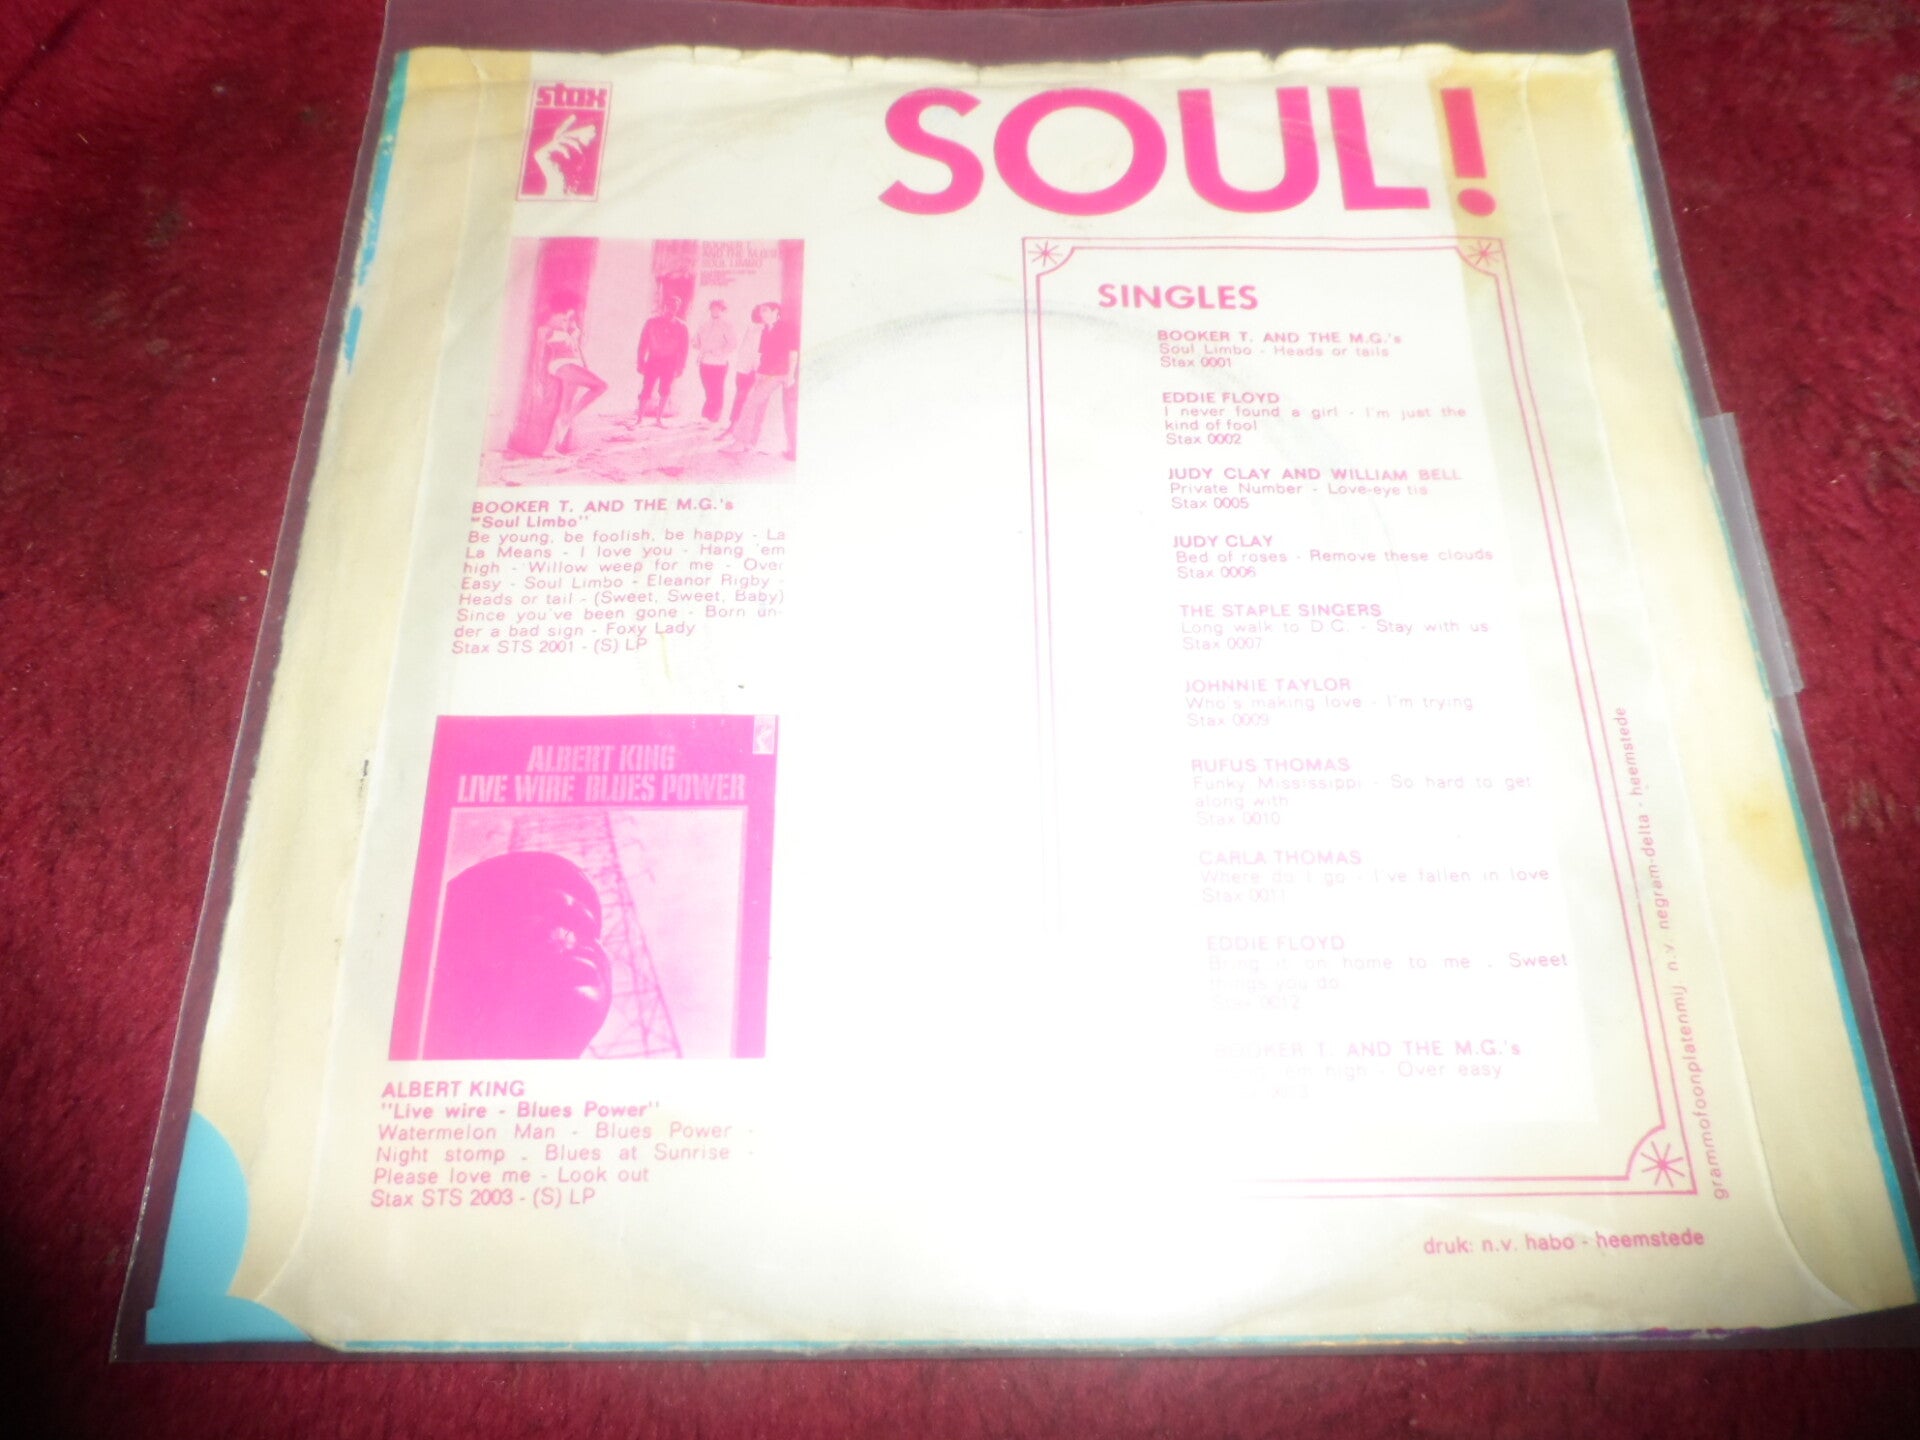 stax
SOUL!
BOOKER T.
AND THE M.G.'S
SOUL LIMBO
BOOKER T. AND THE M.G.'s
"Soul Limbo"
Be young, be foolish, be happy - La
La Means - I love you - Hang 'em
high - Willow weep for me - Over
Easy - Soul Limbo - Eleanor Rigby -
Heads or tail - (Sweet, Sweet, Baby)
Since you've been gone - Born un-
der a bad sign - Foxy Lady
Stax STS 2001 - (S) LP
ALBERT KING
LIVE WIRE BLUES POWER
ALBERT KING
"Live wire - Blues Power"
Watermelon Man - Blues Power -
Night stomp - Blues at Sunrise -
Please love me - Look out
Stax STS 2003 - (S) LP
SINGLES
BOOKER T. AND THE M.G.'s
Soul Limbo - Heads or tails
Stax 0001
EDDIE FLOYD
I never found a girl - I'm just the
kind of fool
Stax 0002
JUDY CLAY AND WILLIAM BELL
Private Number - Love-eye tis
Stax 0005
JUDY CLAY
Bed of roses - Remove these clouds
Stax 0006
THE STAPLE SINGERS
Long walk to D.C. - Stay with us
Stax 0007
JOHNNIE TAYLOR
Who's making love - I'm trying
Stax 0009
RUFUS THOMAS
Funky Mississippi - So hard to get
along with
Stax 0010
CARLA THOMAS
Where do I go - I've fallen in love
Stax 0011
EDDIE FLOYD
Bring it on home to me - Sweet
things you do
Stax 0012
BOOKER T. AND THE M.G.'s
'em high - Over easy
grammofoonplatenmij. n.v. negram-delta - heemstede
druk: n.v. habo - heemstede